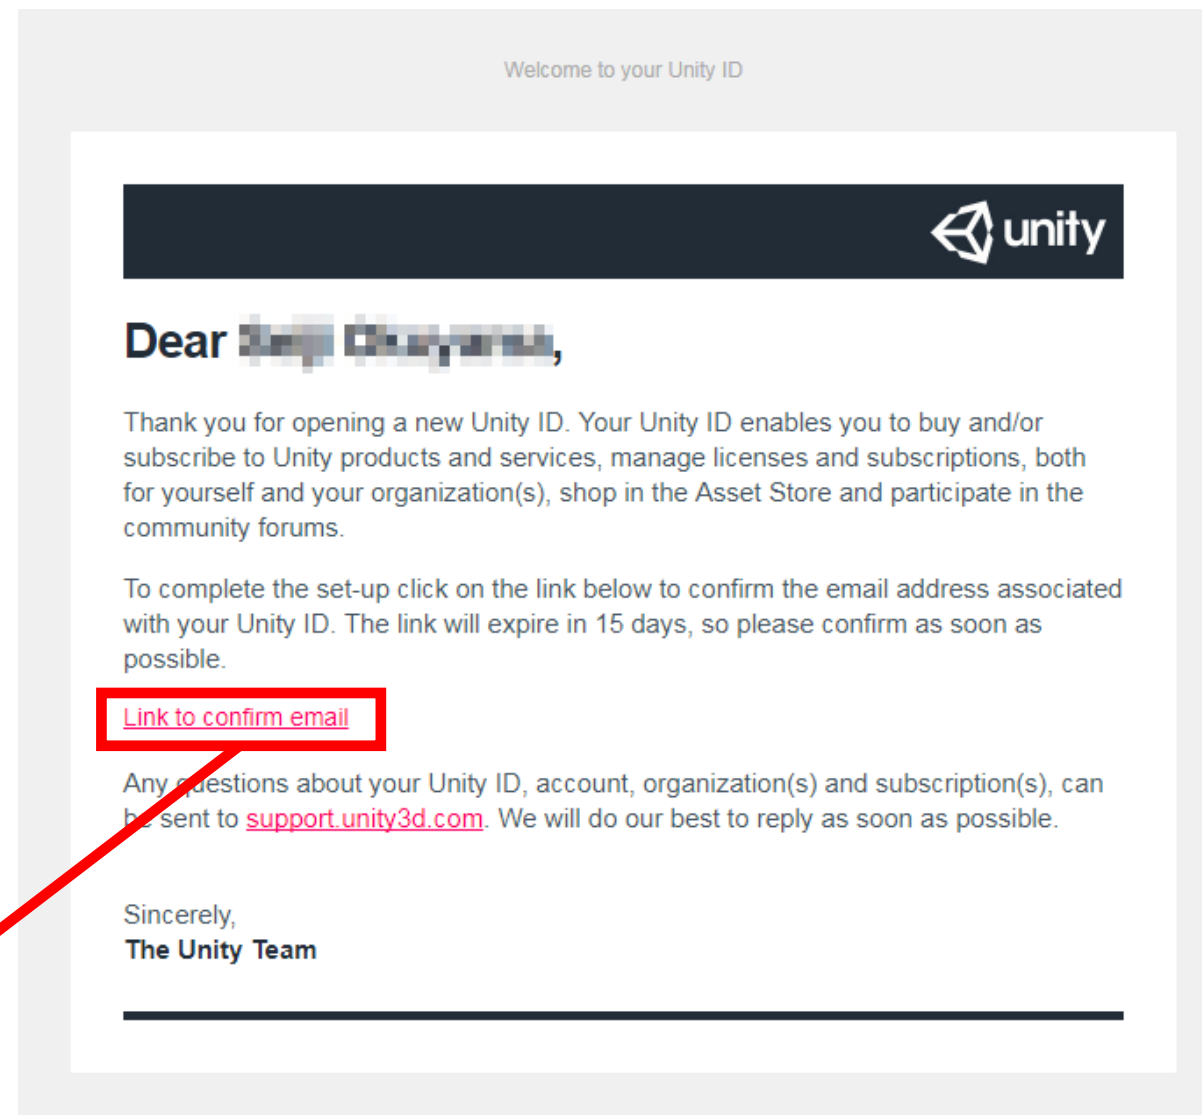 Welcome to your Unity ID
unity
Dear ,
Thank you for opening a new Unity ID. Your Unity ID enables you to buy and/or
subscribe to Unity products and services, manage licenses and subscriptions, both
for yourself and your organization(s), shop in the Asset Store and participate in the
community forums.
To complete the set-up click on the link below to confirm the email address associated
with your Unity ID. The link will expire in 15 days, so please confirm as soon as
possible.
Link to confirm email
Any questions about your Unity ID, account, organization(s) and subscription(s), can
be sent to support.unity3d.com. We will do our best to reply as soon as possible.
Sincerely,
The Unity Team